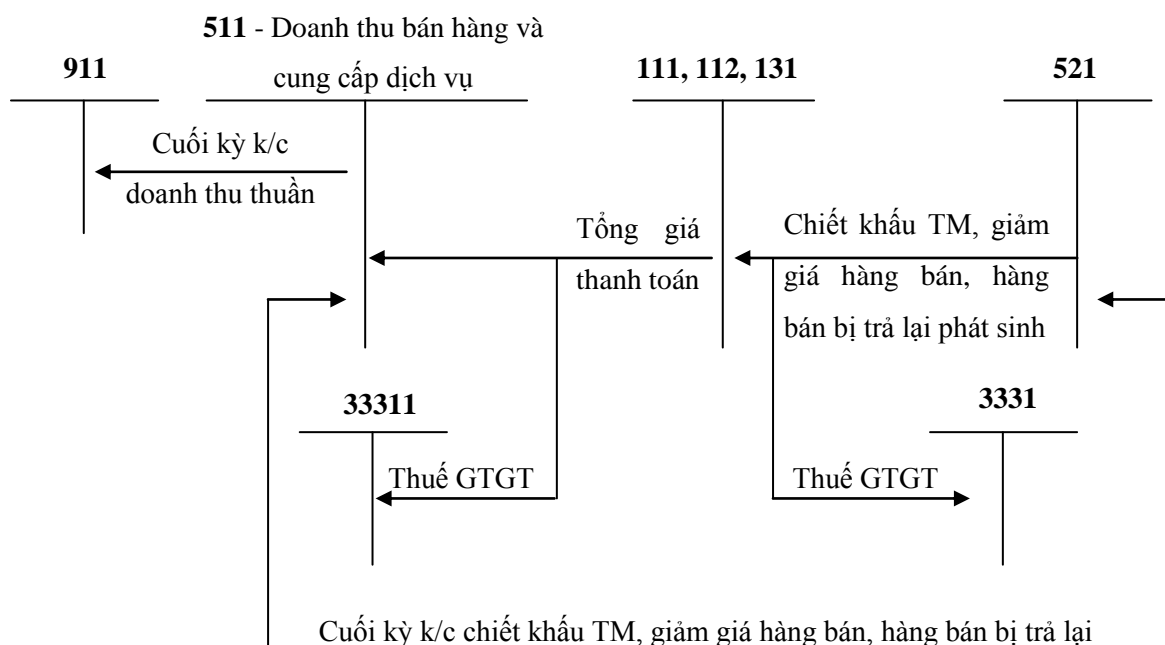 511 - Doanh thu bán hàng và
cung cấp dịch vụ
911
111, 112, 131
521
Cuối kỳ k/c
doanh thu thuần
Tổng giá
thanh toán
Chiết khấu TM, giảm
giá hàng bán, hàng
bán bị trả lại phát sinh
33311
3331
Thuế GTGT
Thuế GTGT
Cuối kỳ k/c chiết khấu TM, giảm giá hàng bán, hàng bán bị trả lại